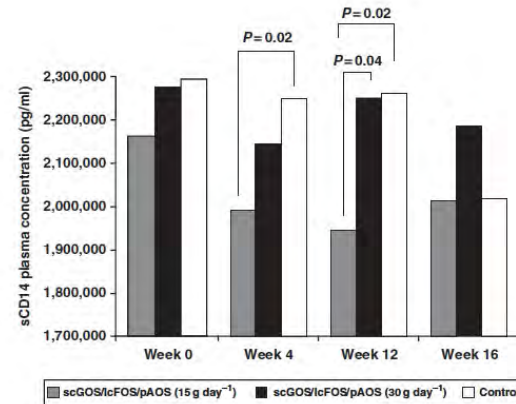 P = 0.02
P = 0.02
P = 0.04
sCD14 plasma concentration (pg/ml)
2,300,000
2,200,000
2,100,000
2,000,000
1,900,000
1,800,000
1,700,000
Week 0 Week 4 Week 12 Week 16
scGOS/lcFOS/pAOS (15 g day⁻¹) scGOS/lcFOS/pAOS (30 g day⁻¹) Contro